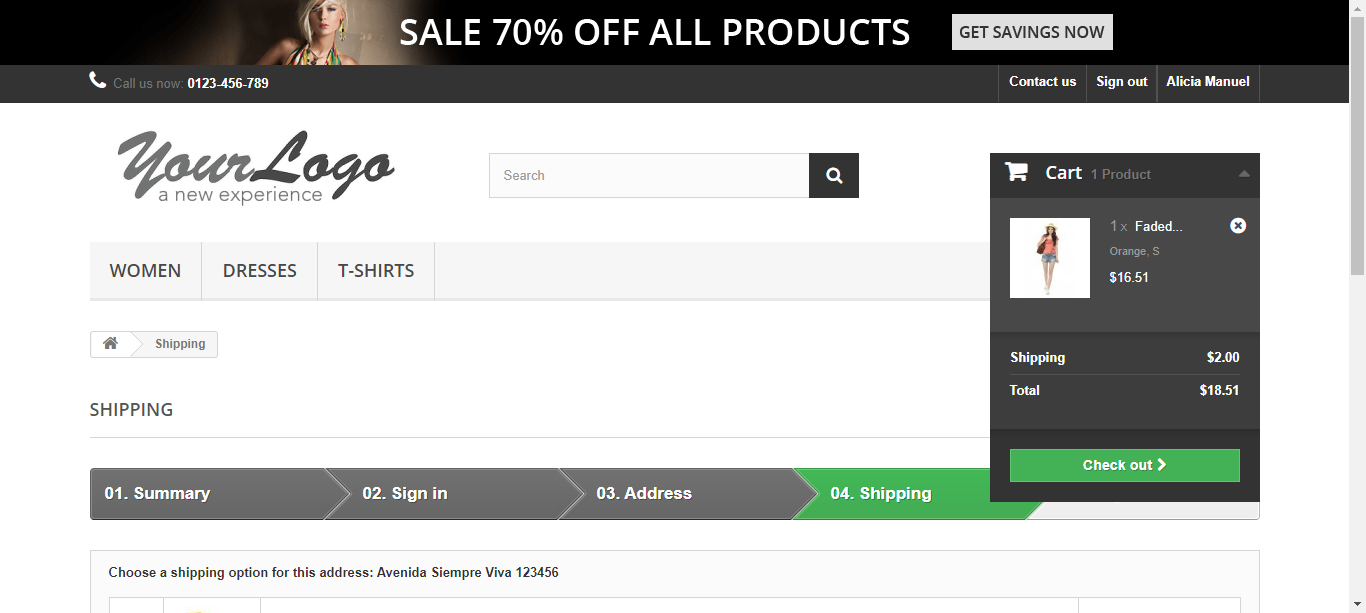 SALE 70% OFF ALL PRODUCTS GET SAVINGS NOW
Call us now: 0123-456-789 Contact us Sign out Alicia Manuel
Your Logo
a new experience
Search
Cart 1 Product
1 x Faded...
Orange, S
$16.51
WOMEN DRESSES T-SHIRTS
Shipping
Shipping $2.00
Total $18.51
SHIPPING
Check out
01. Summary 02. Sign in 03. Address 04. Shipping
Choose a shipping option for this address: Avenida Siempre Viva 123456